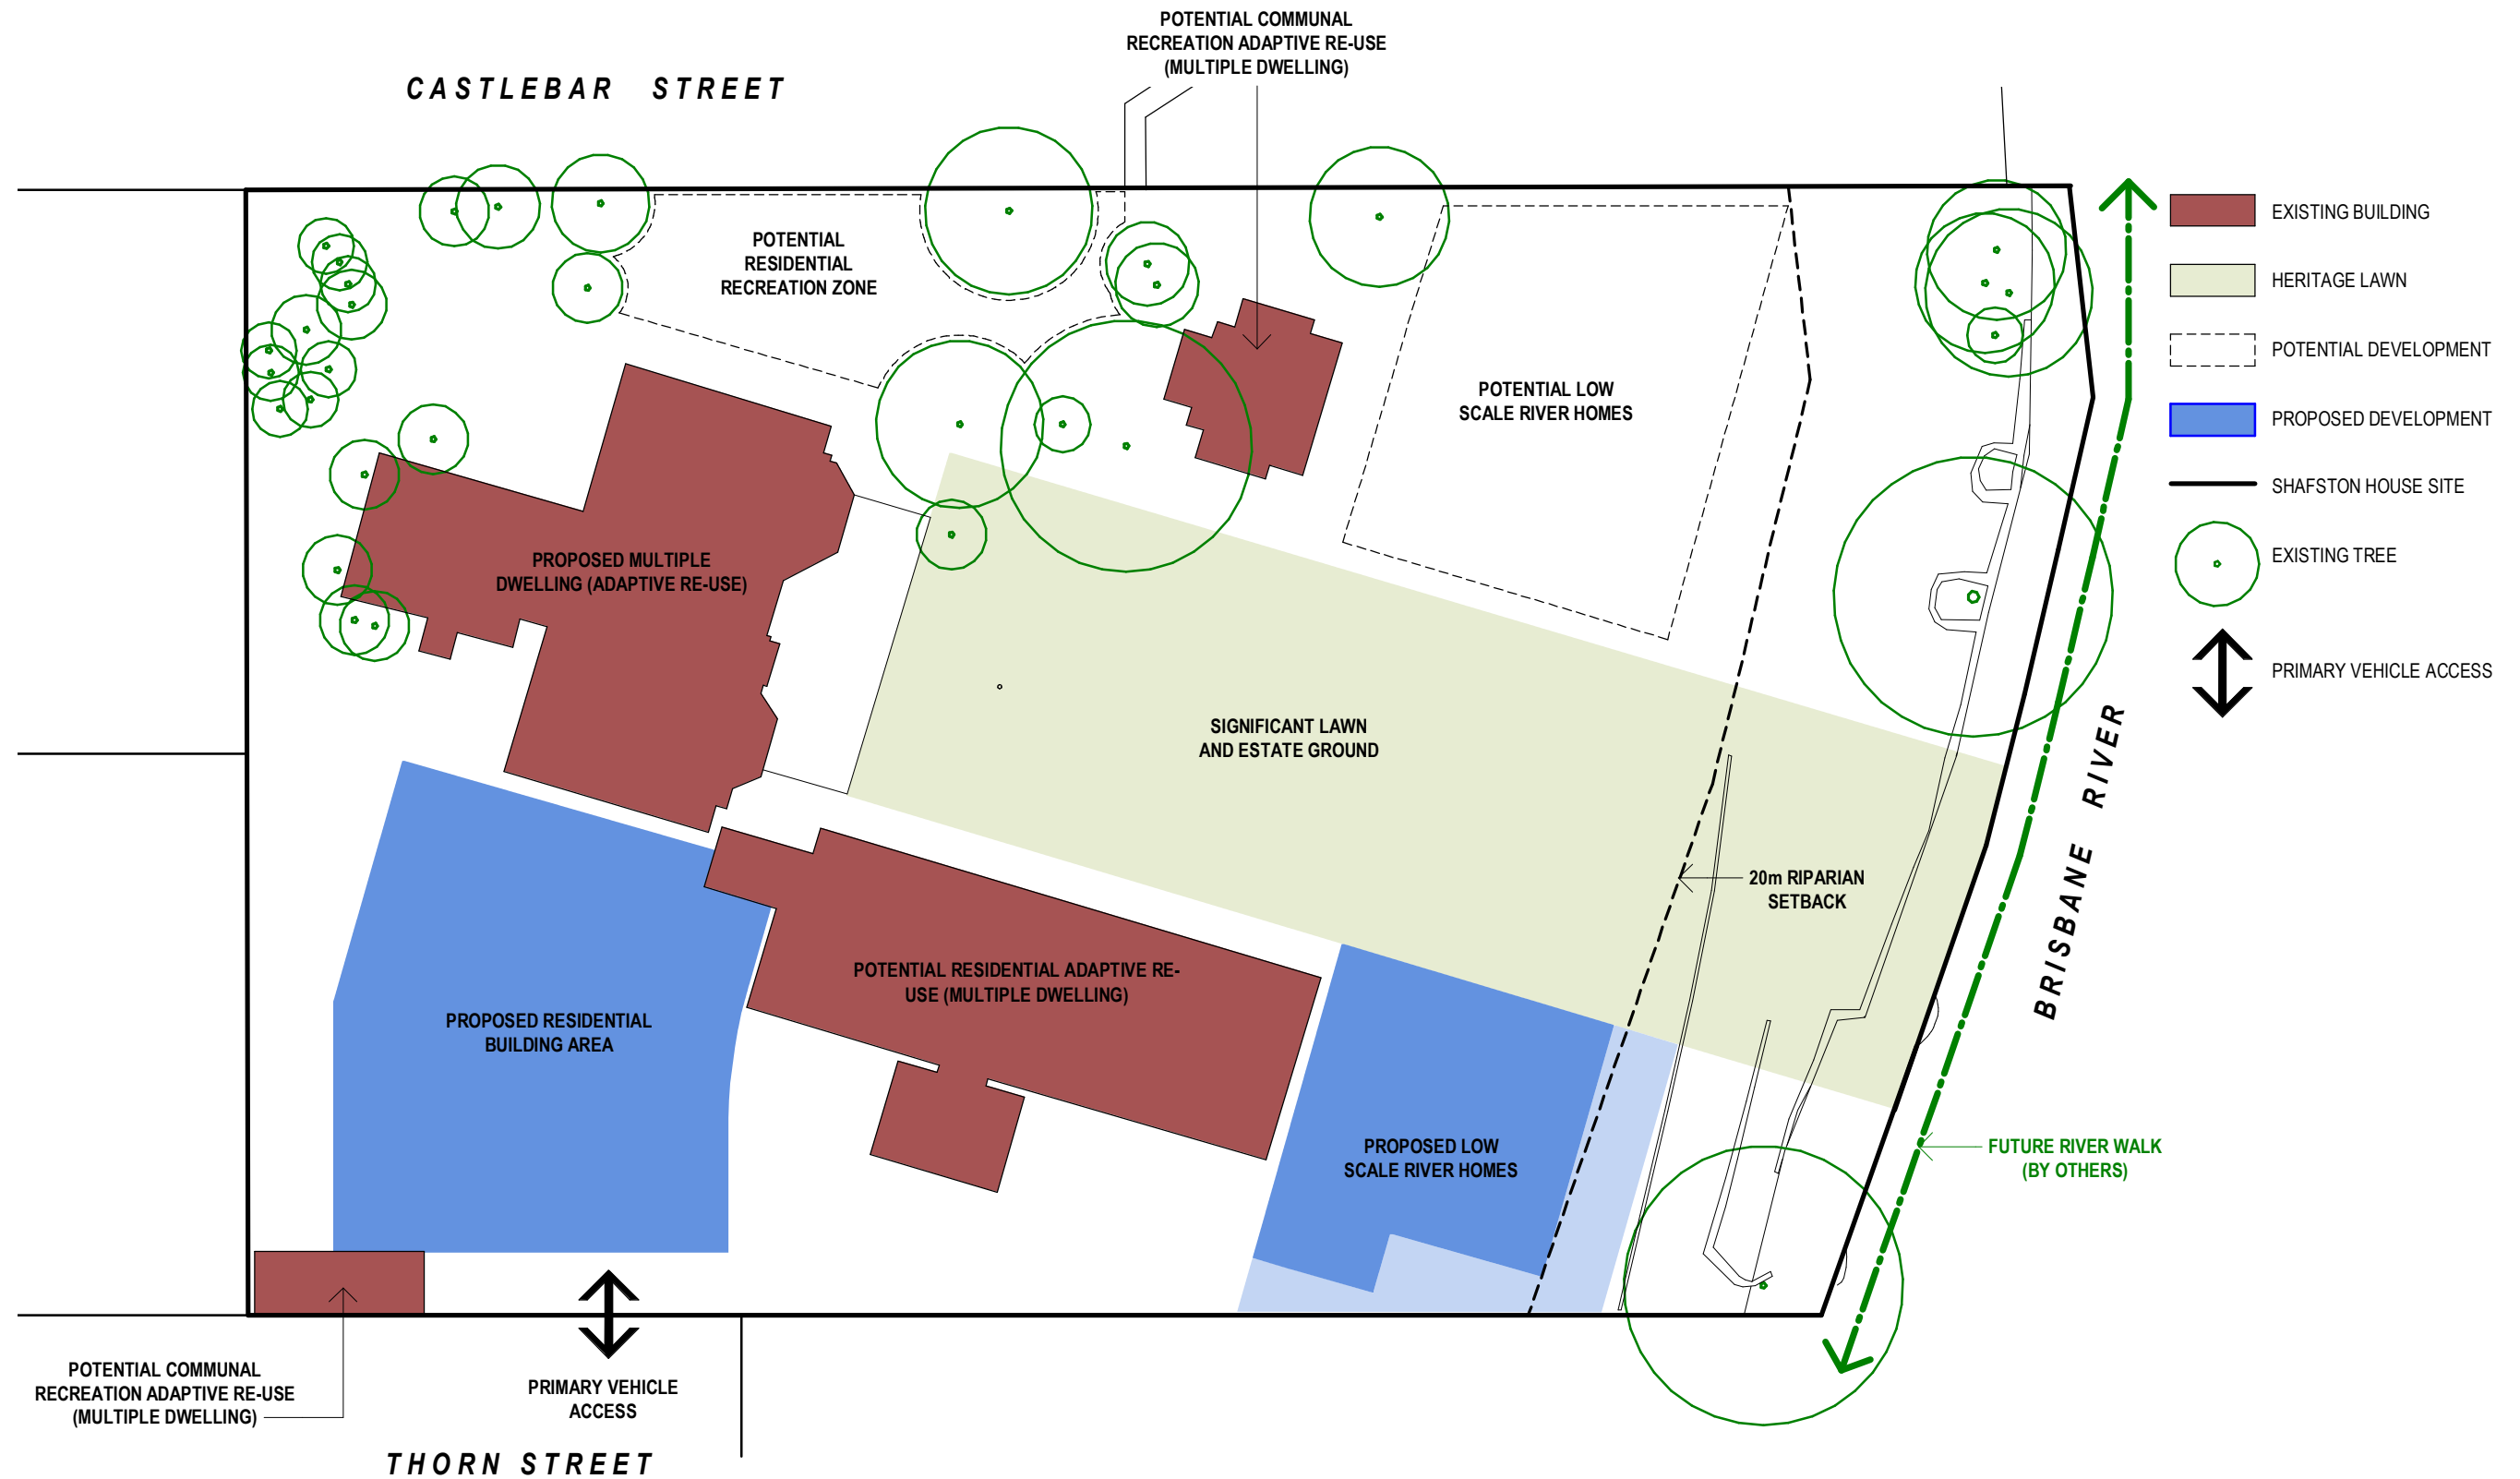 POTENTIAL COMMUNAL
RECREATION ADAPTIVE RE-USE
(MULTIPLE DWELLING)
CASTLEBAR STREET
EXISTING BUILDING
HERITAGE LAWN
POTENTIAL DEVELOPMENT
PROPOSED DEVELOPMENT
SHAFSTON HOUSE SITE
EXISTING TREE
PRIMARY VEHICLE ACCESS
POTENTIAL
RESIDENTIAL
RECREATION ZONE
POTENTIAL LOW
SCALE RIVER HOMES
PROPOSED MULTIPLE
DWELLING (ADAPTIVE RE-USE)
SIGNIFICANT LAWN
AND ESTATE GROUND
BRISBANE RIVER
20m RIPARIAN
SETBACK
POTENTIAL RESIDENTIAL ADAPTIVE RE-
USE (MULTIPLE DWELLING)
PROPOSED RESIDENTIAL
BUILDING AREA
PROPOSED LOW
SCALE RIVER HOMES
FUTURE RIVER WALK
(BY OTHERS)
POTENTIAL COMMUNAL
RECREATION ADAPTIVE RE-USE
(MULTIPLE DWELLING)
PRIMARY VEHICLE
ACCESS
THORN STREET